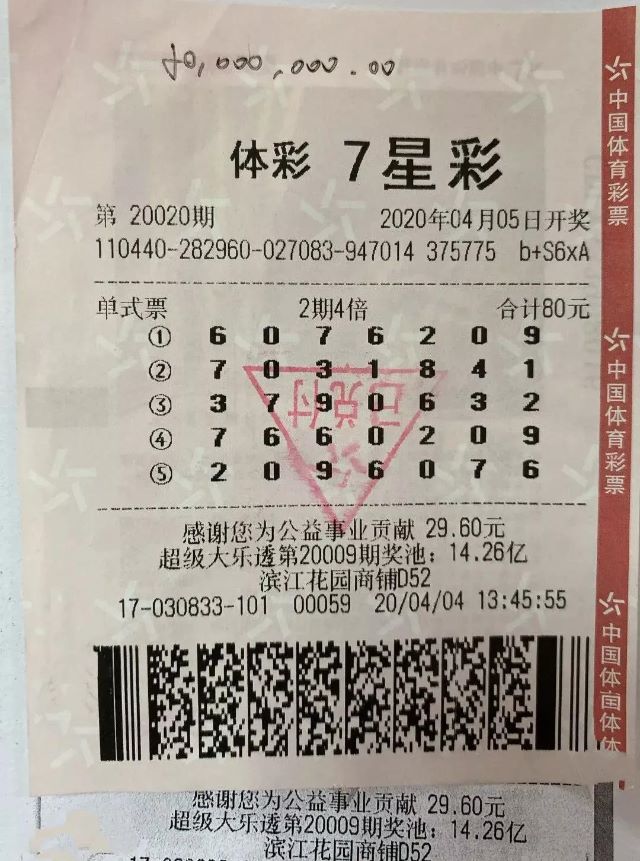 40,000,000.00
体彩 7星彩
第 20020期 2020年04月05日开奖
110440-282960-027083-947014 375775 b+S6xA
单式票 2期4倍 合计80元
① 6 0 7 6 2 0 9
② 7 0 3 1 8 4 1
③ 3 7 9 0 6 3 2
④ 7 6 6 0 2 0 9
⑤ 2 0 9 6 0 7 6
已兑付
感谢您为公益事业贡献 29.60元
超级大乐透第20009期奖池：14.26亿
滨江花园商铺D52
17-030833-101 00059 20/04/04 13:45:55
中国体育彩票
中国体育彩票
中国体
体
感谢您为公益事业贡献 29.60元
超级大乐透第20009期奖池：14.26亿
滨江花园商铺D52